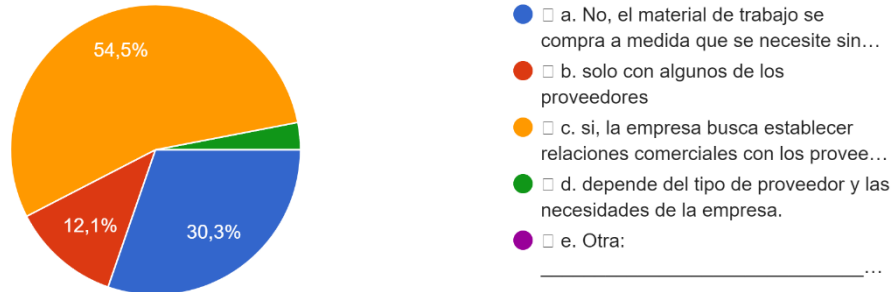 54,5%
12,1%
30,3%
□ a. No, el material de trabajo se
compra a medida que se necesite sin…
□ b. solo con algunos de los
proveedores
□ c. si, la empresa busca establecer
relaciones comerciales con los provee…
□ d. depende del tipo de proveedor y las
necesidades de la empresa.
□ e. Otra:
______________________________…